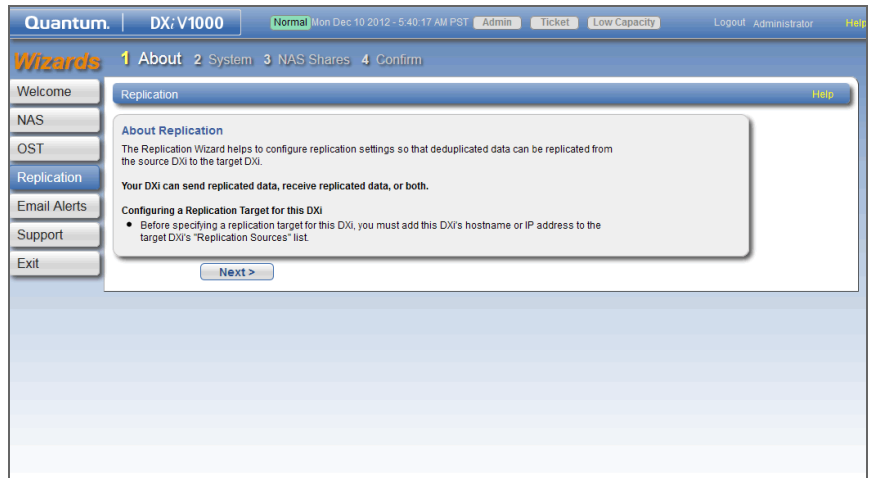 Quantum. DXi V1000 Normal Mon Dec 10 2012 - 5:40:17 AM PST Admin Ticket Low Capacity Logout Administrator Help
Wizards 1 About 2 System 3 NAS Shares 4 Confirm
Welcome
NAS
OST
Replication
Email Alerts
Support
Exit
Replication Help
About Replication
The Replication Wizard helps to configure replication settings so that deduplicated data can be replicated from
the source DXi to the target DXi.
Your DXi can send replicated data, receive replicated data, or both.
Configuring a Replication Target for this DXi
• Before specifying a replication target for this DXi, you must add this DXi's hostname or IP address to the
target DXi's "Replication Sources" list.
Next >